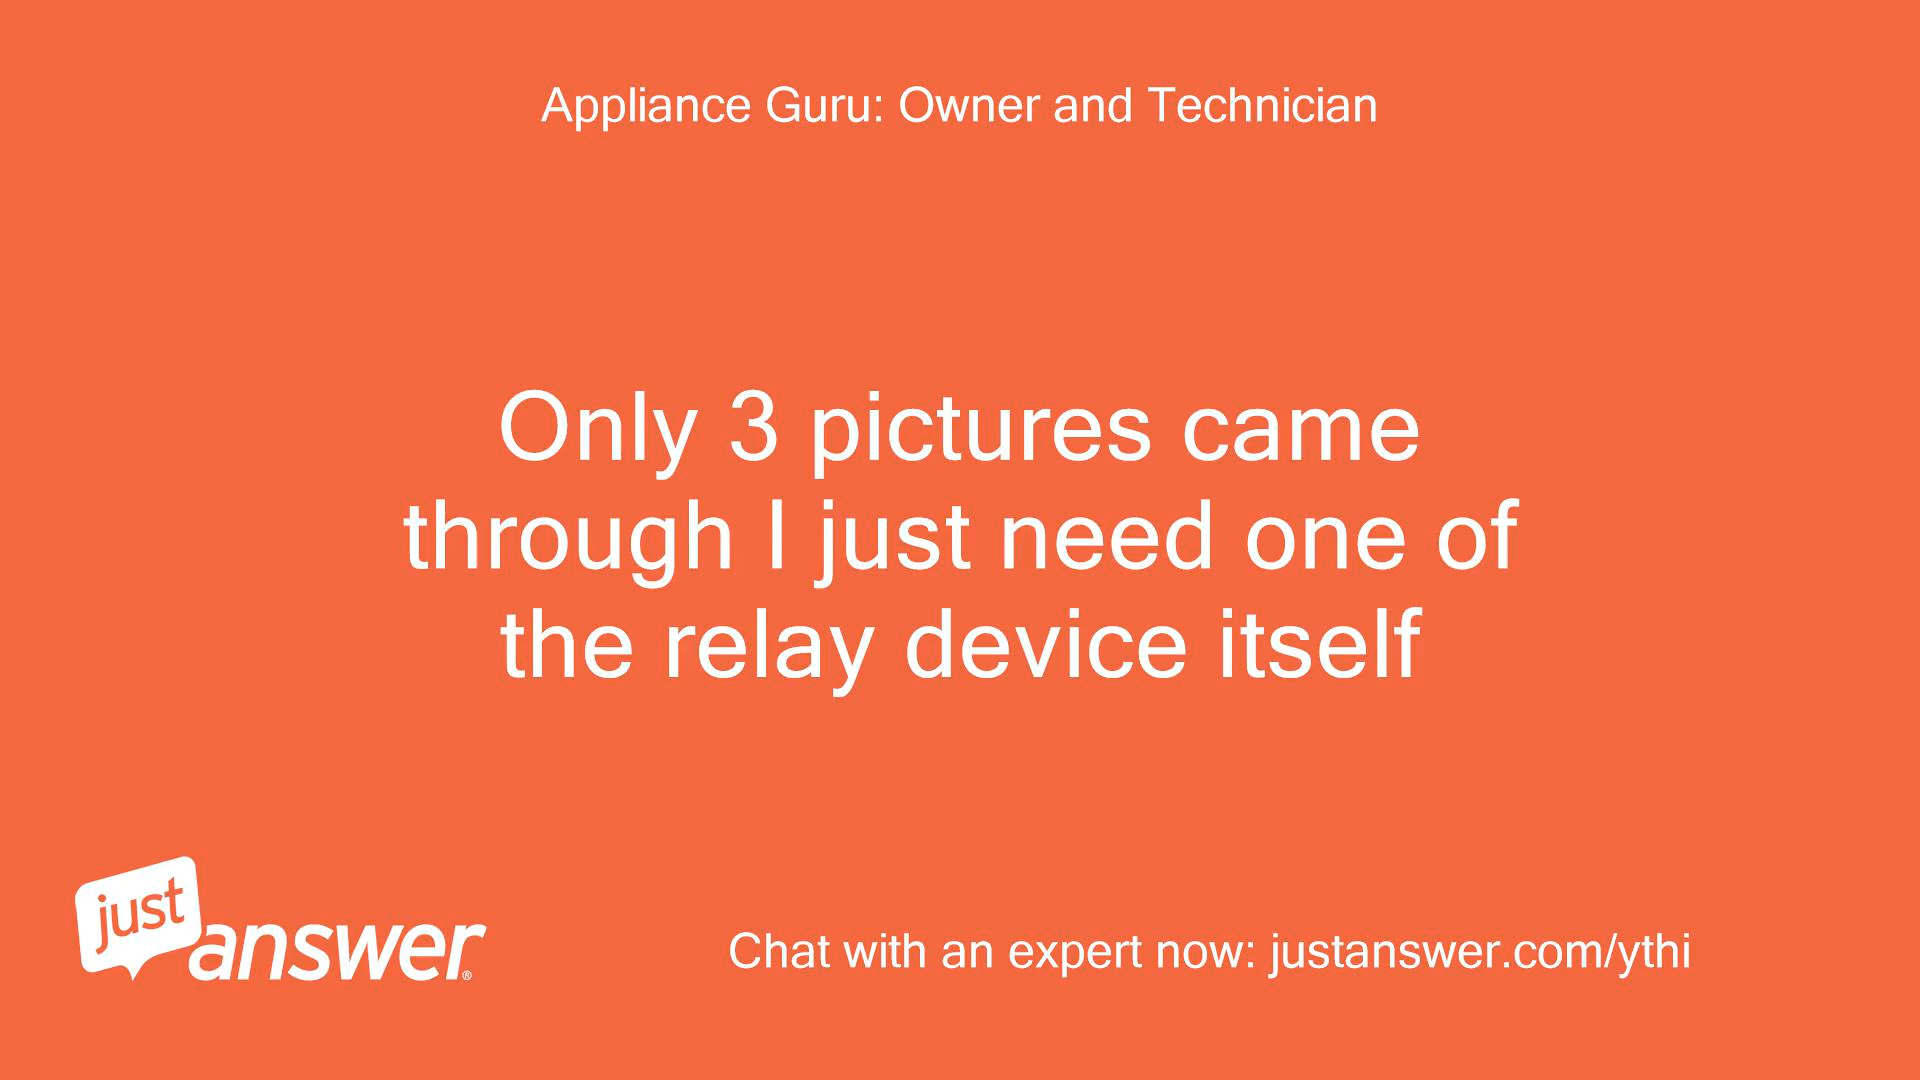 Appliance Guru: Owner and Technician
Only 3 pictures came
through I just need one of
the relay device itself
just
answer®
Chat with an expert now: justanswer.com/ythi